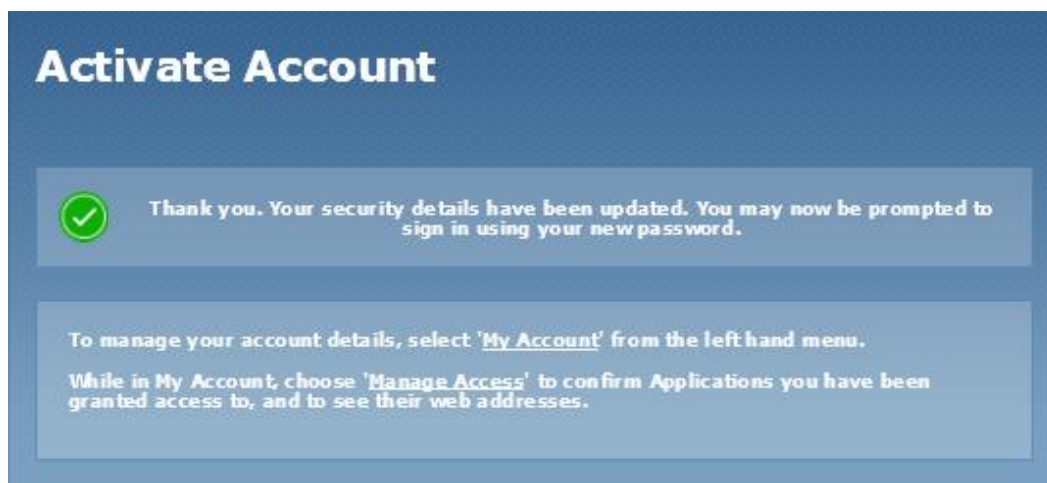 Activate Account
Thank you. Your security details have been updated. You may now be prompted to
sign in using your new password.
To manage your account details, select 'My Account' from the left hand menu.
While in My Account, choose 'Manage Access' to confirm Applications you have been
granted access to, and to see their web addresses.